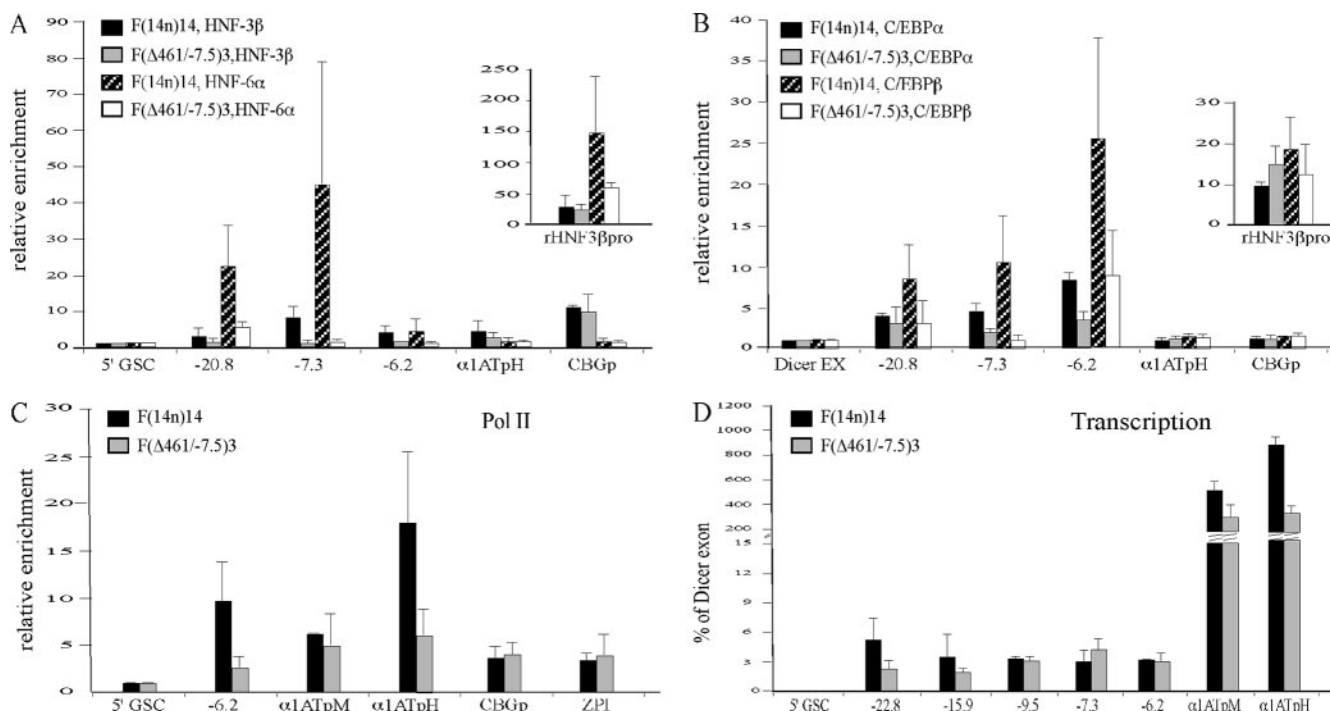 A
F(14n)14, HNF-3β
F(Δ461/-7.5)3,HNF-3β
F(14n)14, HNF-6α
F(Δ461/-7.5)3,HNF-6α
relative enrichment
90
80
70
60
50
40
30
20
10
0
5' GSC -20.8 -7.3 -6.2 α1ATpH CBGp
250
200
150
100
50
0
rHNF3βpro
B
F(14n)14, C/EBPα
F(Δ461/-7.5)3,C/EBPα
F(14n)14, C/EBPβ
F(Δ461/-7.5)3,C/EBPβ
relative enrichment
40
35
30
25
20
15
10
5
0
Dicer EX -20.8 -7.3 -6.2 α1ATpH CBGp
30
20
10
0
rHNF3βpro
C
F(14n)14
F(Δ461/-7.5)3
Pol II
relative enrichment
30
25
20
15
10
5
0
5' GSC -6.2 α1ATpM α1ATpH CBGp ZPI
D
F(14n)14
F(Δ461/-7.5)3
Transcription
% of Dicer exon
1200
1000
800
600
400
200
15
12
9
6
3
0
5' GSC -22.8 -15.9 -9.5 -7.3 -6.2 α1ATpM α1ATpH